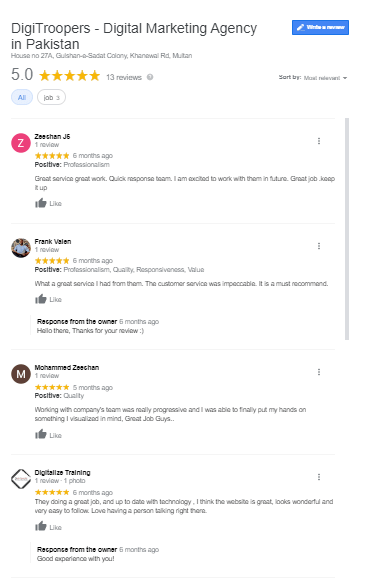 DigiTroopers - Digital Marketing Agency
in Pakistan
Write a review
House no 27A, Gulshan-e-Sadat Colony, Khanewal Rd, Multan
5.0 13 reviews
Sort by: Most relevant
All
job 3
Z
Zeeshan JS
1 review
6 months ago
Positive: Professionalism
Great service great work. Quick response team. I am excited to work with them in future. Great job .keep
it up
Like
Frank Valen
1 review
6 months ago
Positive: Professionalism, Quality, Responsiveness, Value
What a great service I had from them. The customer service was impeccable. It is a must recommend.
Like
Response from the owner 6 months ago
Hello there, Thanks for your review :)
M
Mohammed Zeeshan
1 review
5 months ago
Positive: Quality
Working with company's team was really progressive and I was able to finally put my hands on
something I visualized in mind, Great Job Guys..
Like
Digitalize Training
1 review · 1 photo
6 months ago
They doing a great job, and up to date with technology , I think the website is great, looks wonderful and
very easy to follow. Love having a person talking right there.
Like
Response from the owner 6 months ago
Good experience with you!